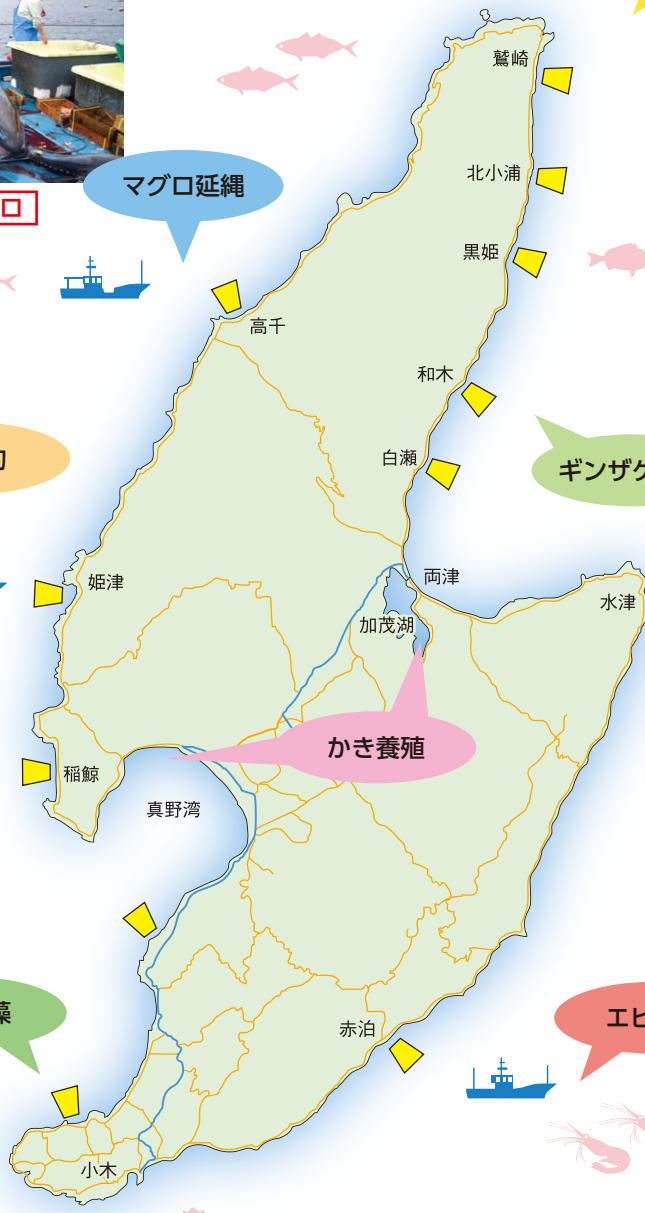 鷲崎
北小浦
マグロ延縄
ロ
黒姫
高千
和木
白瀬
ギンザケ
姫津
両津
水津
加茂湖
かき養殖
稲鯨
真野湾
藻
エビ
赤泊
小木